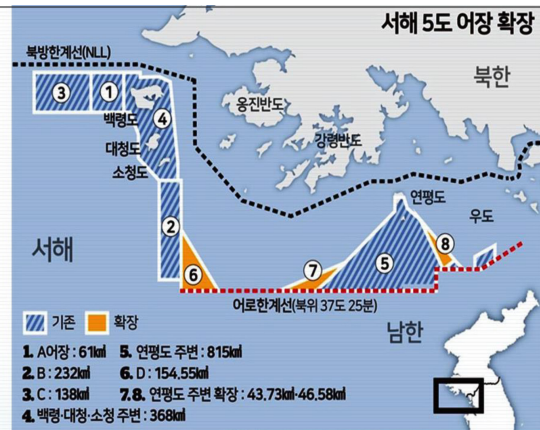 서해 5도 어장 확장
북방한계선(NLL)
북한
③ ① ④
백령도
옹진반도
강령반도
대청도
소청도
연평도
우도
②
서해
⑥ ⑦ ⑤ ⑧
어로한계선(북위 37도 25분)
남한
기존 확장
1. A어장 : 61㎢ 5. 연평도 주변 : 815㎢
2. B : 232㎢ 6. D : 154.55㎢
3. C : 138㎢ 7.8. 연평도 주변 확장 : 43.73㎢·46.58㎢
4. 백령·대청·소청 주변 : 368㎢